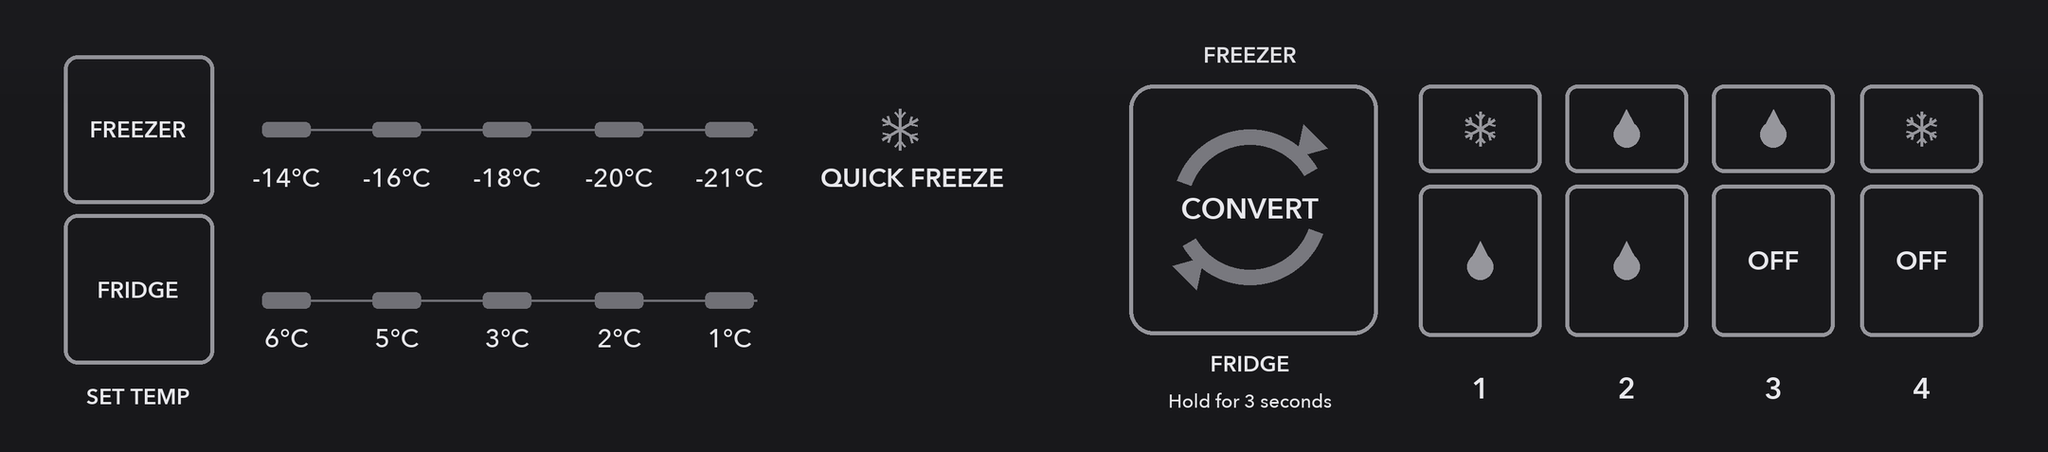 FREEZER
-14°C -16°C -18°C -20°C -21°C
QUICK FREEZE
FRIDGE
6°C 5°C 3°C 2°C 1°C
SET TEMP
FREEZER
CONVERT
FRIDGE
Hold for 3 seconds
OFF OFF
1 2 3 4